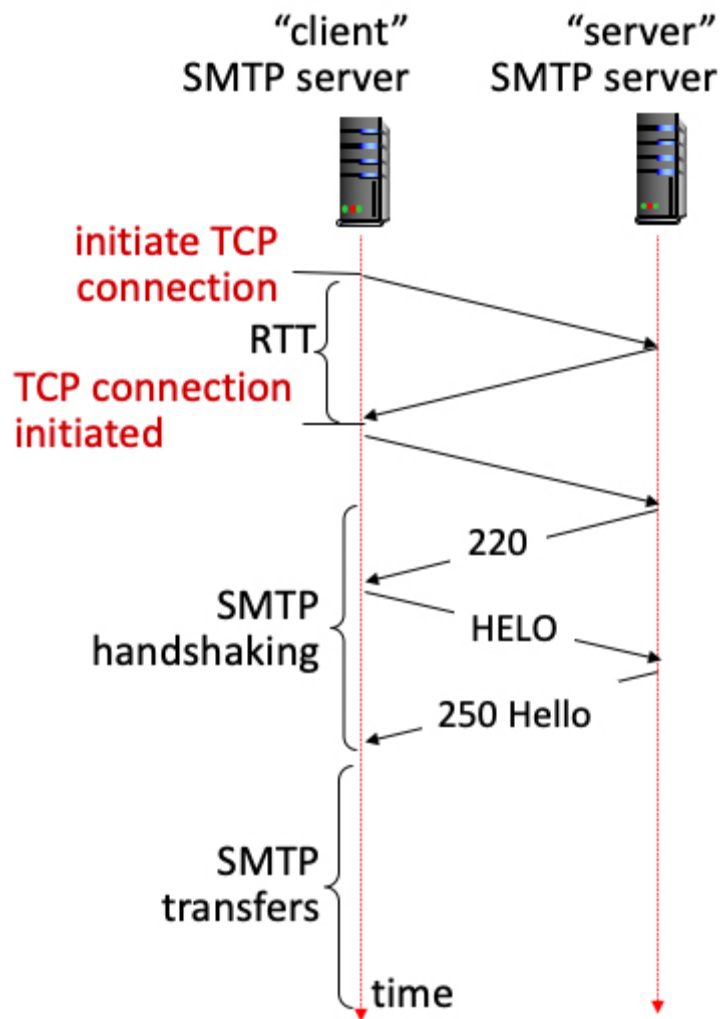 “client”
SMTP server
“server”
SMTP server
initiate TCP
connection
RTT
TCP connection
initiated
220
SMTP
handshaking
HELO
250 Hello
SMTP
transfers
time